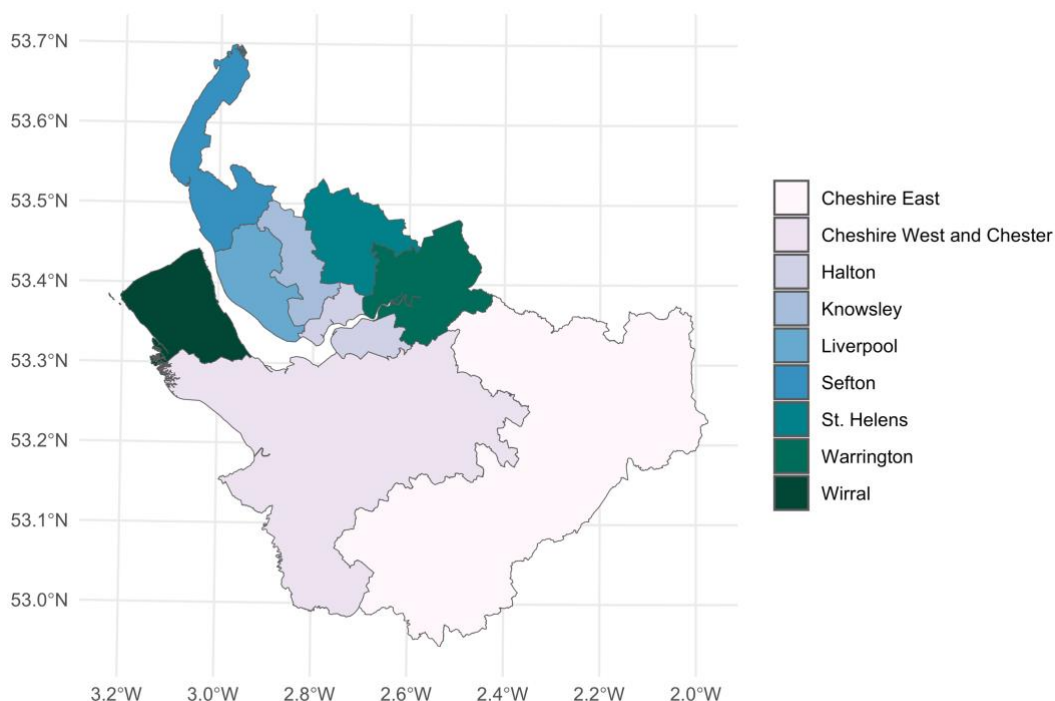 53.7°N
53.6°N
53.5°N
53.4°N
53.3°N
53.2°N
53.1°N
53.0°N
3.2°W 3.0°W 2.8°W 2.6°W 2.4°W 2.2°W 2.0°W
Cheshire East
Cheshire West and Chester
Halton
Knowsley
Liverpool
Sefton
St. Helens
Warrington
Wirral